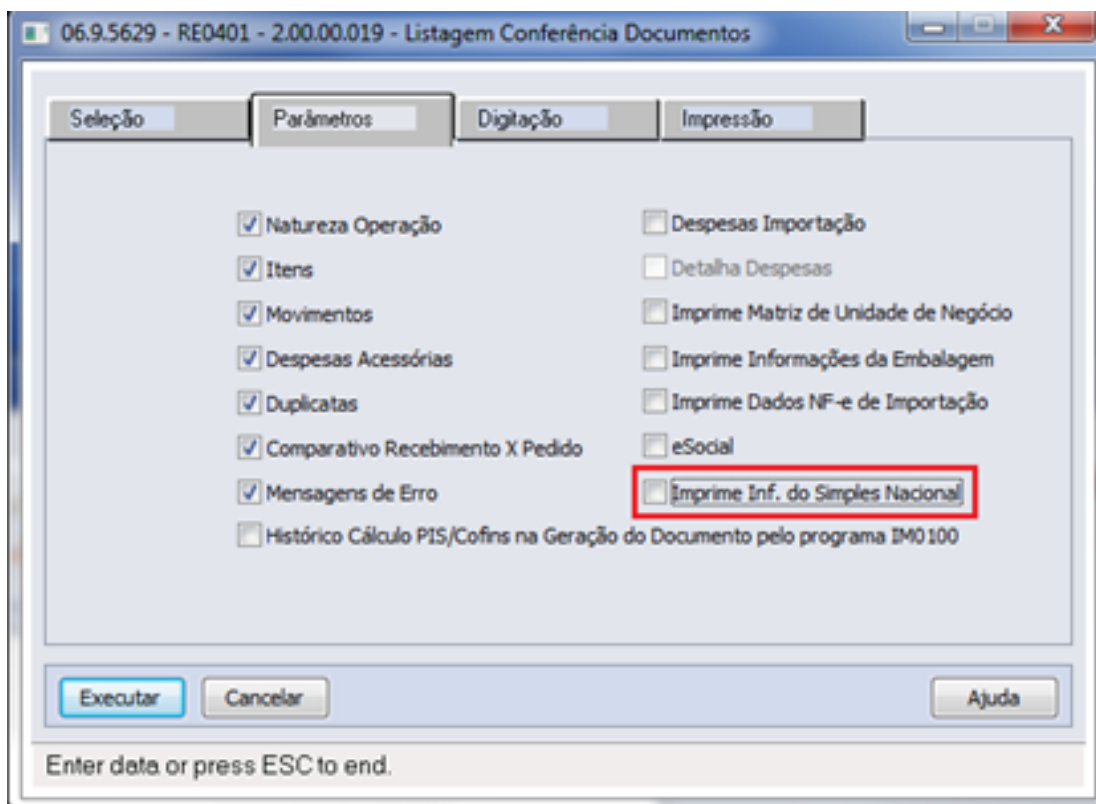 06.9.5629 - RE0401 - 2.00.00.019 - Listagem Conferência Documentos
Seleção Parâmetros Digitação Impressão
Natureza Operação Despesas Importação
Itens Detalha Despesas
Movimentos Imprime Matriz de Unidade de Negócio
Despesas Acessórias Imprime Informações da Embalagem
Duplicatas Imprime Dados NF-e de Importação
Comparativo Recebimento X Pedido eSocial
Mensagens de Erro Imprime Inf. do Simples Nacional
Histórico Cálculo PIS/Cofins na Geração do Documento pelo programa IM0100
Executar Cancelar Ajuda
Enter data or press ESC to end.